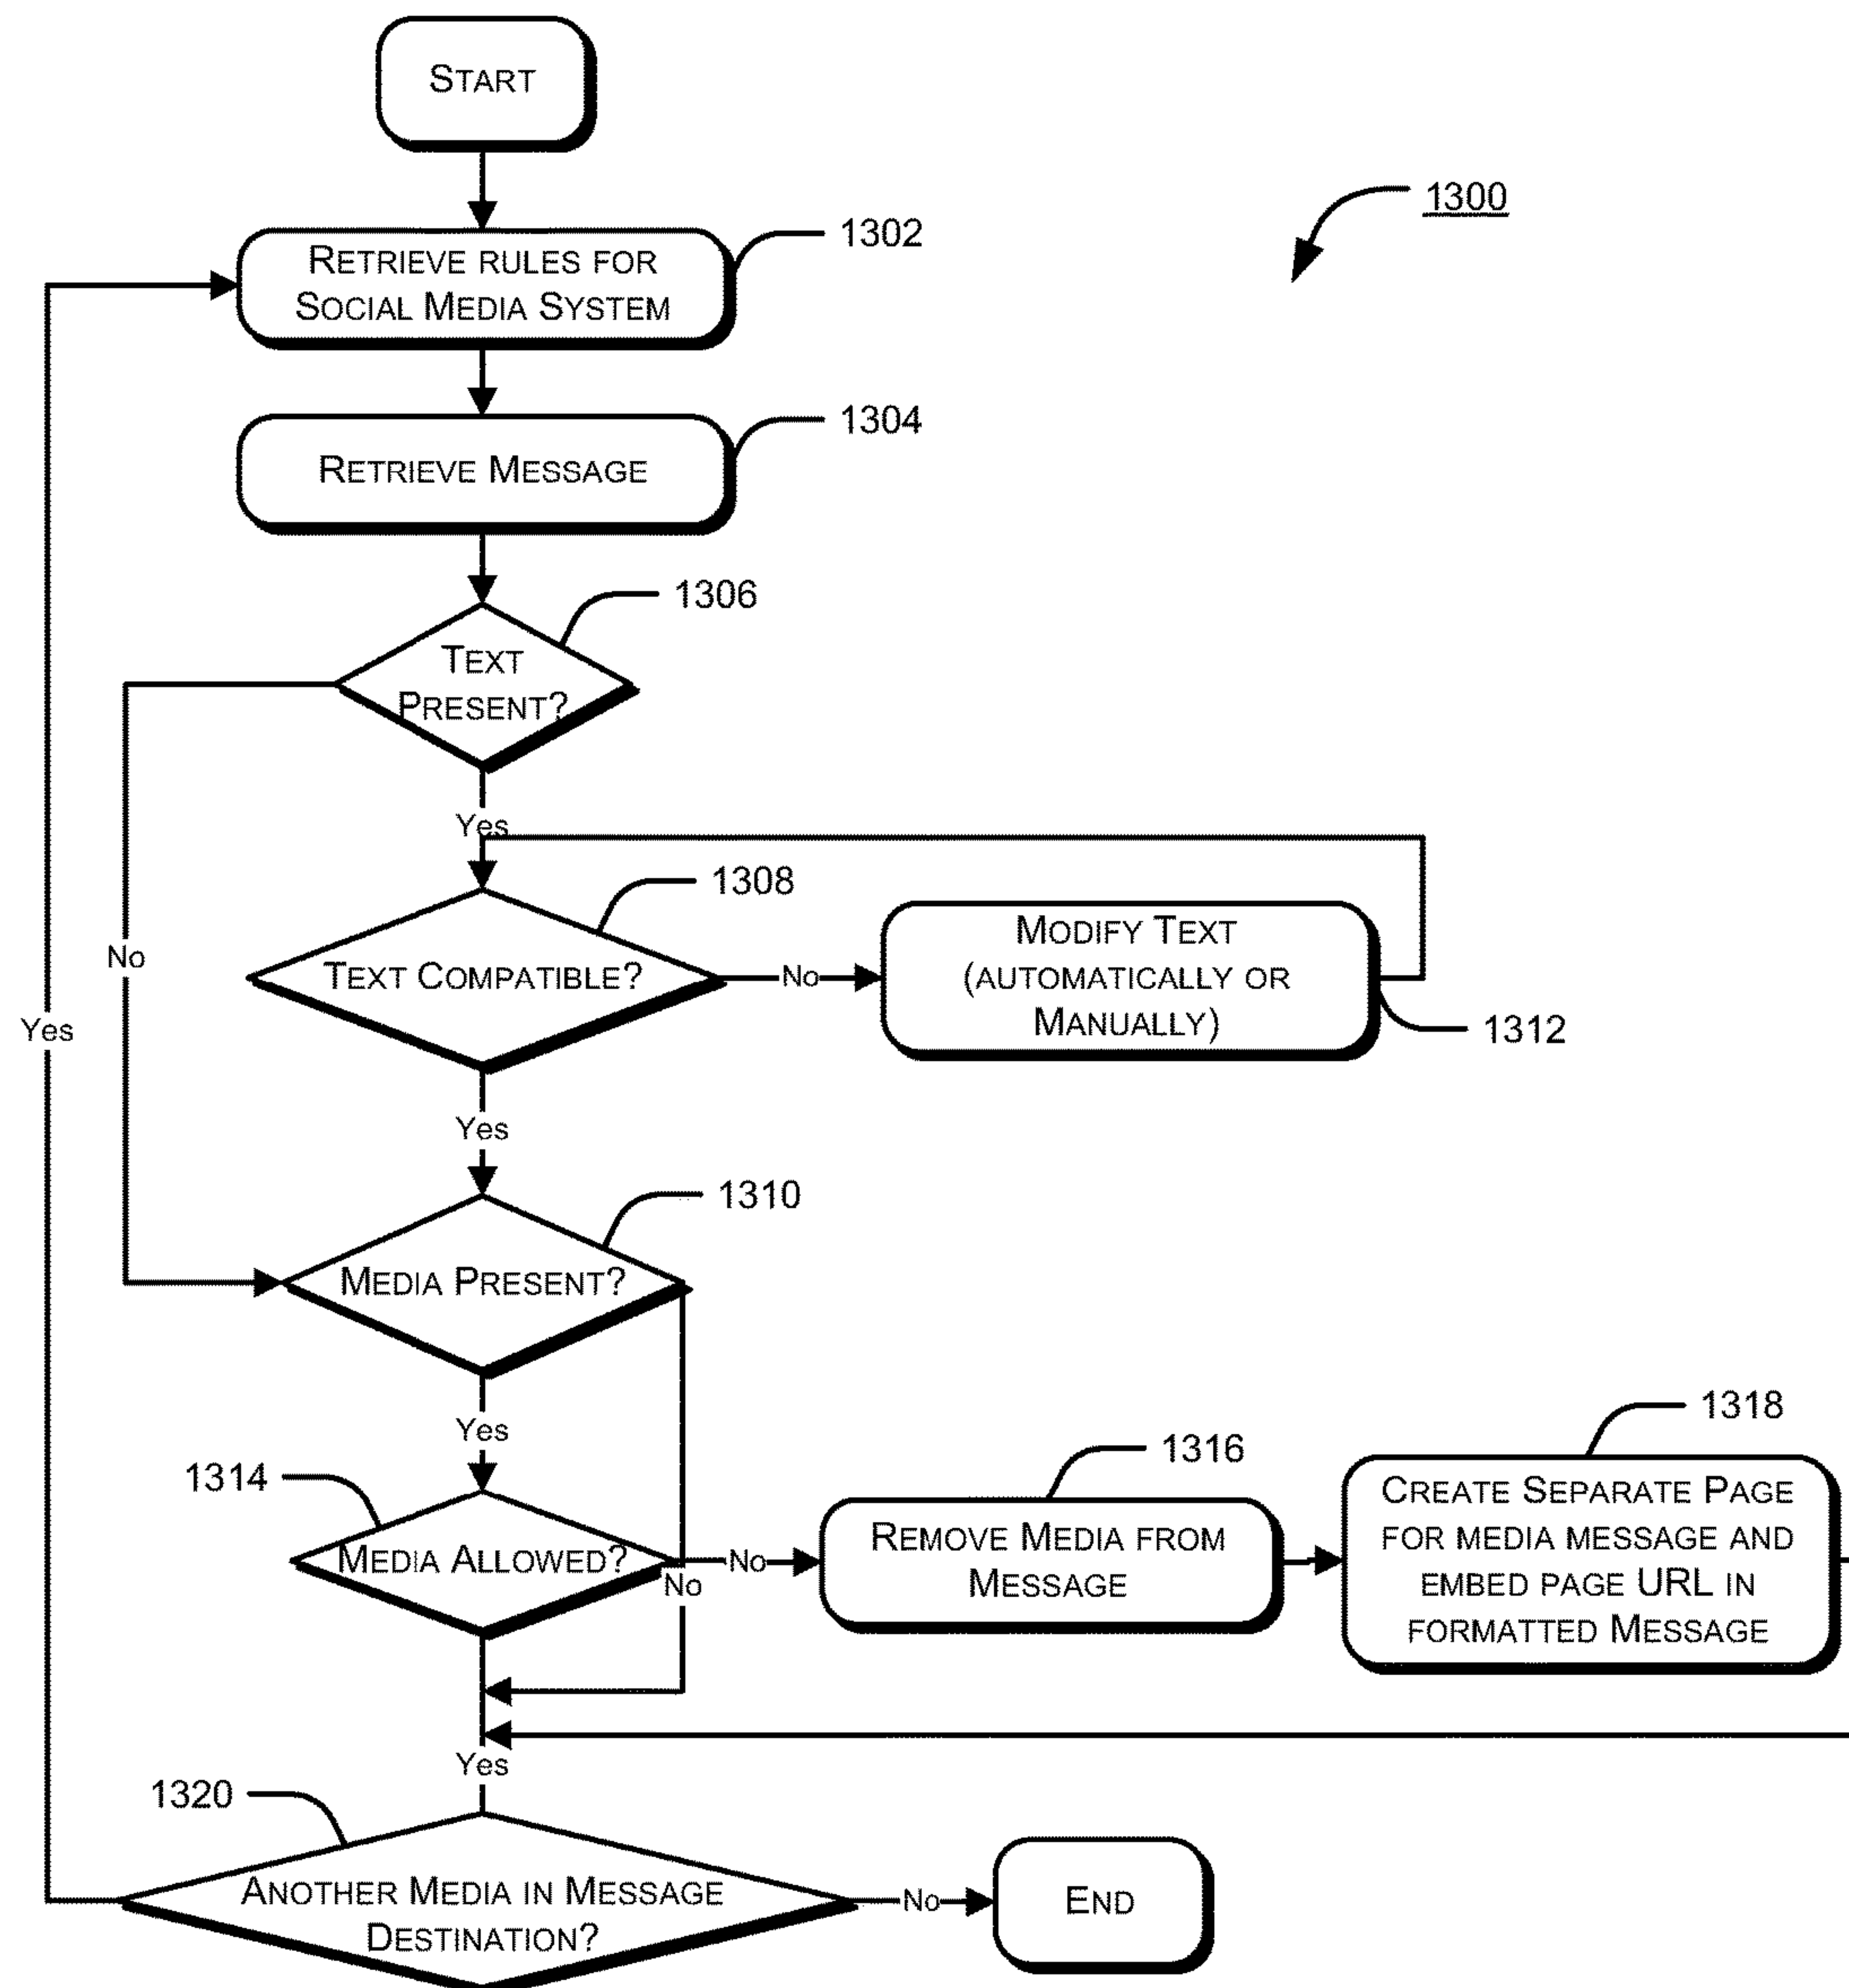 START
1300
1302
RETRIEVE RULES FOR
SOCIAL MEDIA SYSTEM
1304
RETRIEVE MESSAGE
1306
TEXT
PRESENT?
Yes
1308
TEXT COMPATIBLE?
No
MODIFY TEXT
(AUTOMATICALLY OR
MANUALLY)
1312
No
Yes
Yes
1310
MEDIA PRESENT?
Yes
1314
MEDIA ALLOWED?
No
No
1316
REMOVE MEDIA FROM
MESSAGE
1318
CREATE SEPARATE PAGE
FOR MEDIA MESSAGE AND
EMBED PAGE URL IN
FORMATTED MESSAGE
Yes
1320
ANOTHER MEDIA IN MESSAGE
DESTINATION?
No
END